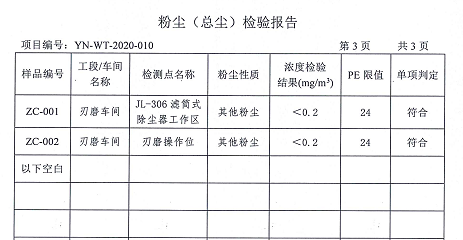 粉尘（总尘）检验报告
项目编号：YN-WT-2020-010 第 3 页 共 3 页
样品编号 工段/车间名称 检测点名称 粉尘性质 浓度检验结果(mg/m³) PE 限值 单项判定
ZC-001 刃磨车间 JL-306 滤筒式除尘器工作区 其他粉尘 ＜0.2 24 符合
ZC-002 刃磨车间 刃磨操作位 其他粉尘 ＜0.2 24 符合
以下空白